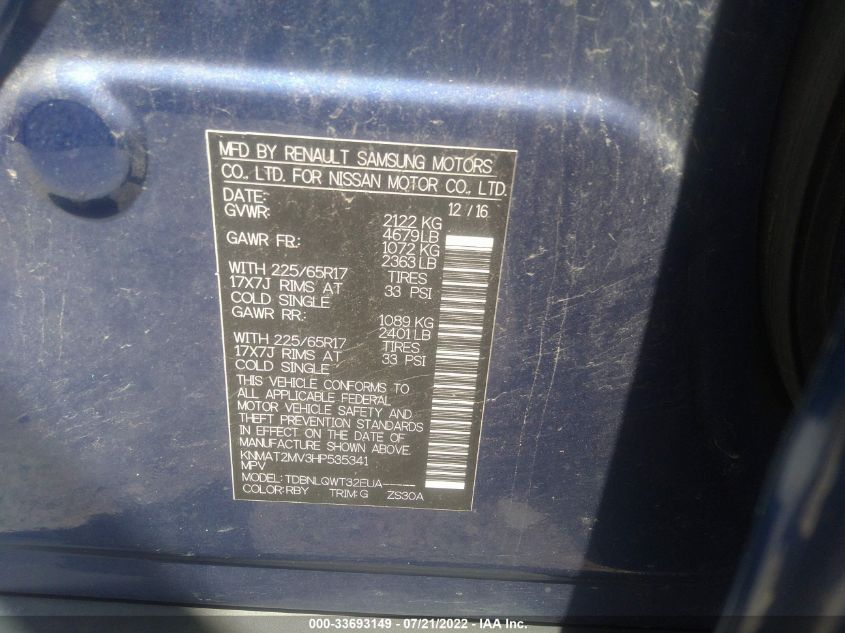 MFD BY RENAULT SAMSUNG MOTORS
CO., LTD. FOR NISSAN MOTOR CO., LTD.
DATE: 12 / 16
GVWR: 2122 KG
4679 LB
GAWR FR.: 1072 KG
2363 LB
WITH 225/65R17 TIRES
17X7J RIMS AT 33 PSI
COLD SINGLE
GAWR RR.: 1089 KG
2401 LB
WITH 225/65R17 TIRES
17X7J RIMS AT 33 PSI
COLD SINGLE
THIS VEHICLE CONFORMS TO
ALL APPLICABLE FEDERAL
MOTOR VEHICLE SAFETY AND
THEFT PREVENTION STANDARDS
IN EFFECT ON THE DATE OF
MANUFACTURE SHOWN ABOVE.
KNMAT2MV3HP535341
MPV
MODEL: TDBNLQWT32EUA-----
COLOR: RBY TRIM: G ZS30A
000-33693149 - 07/21/2022 - IAA Inc.